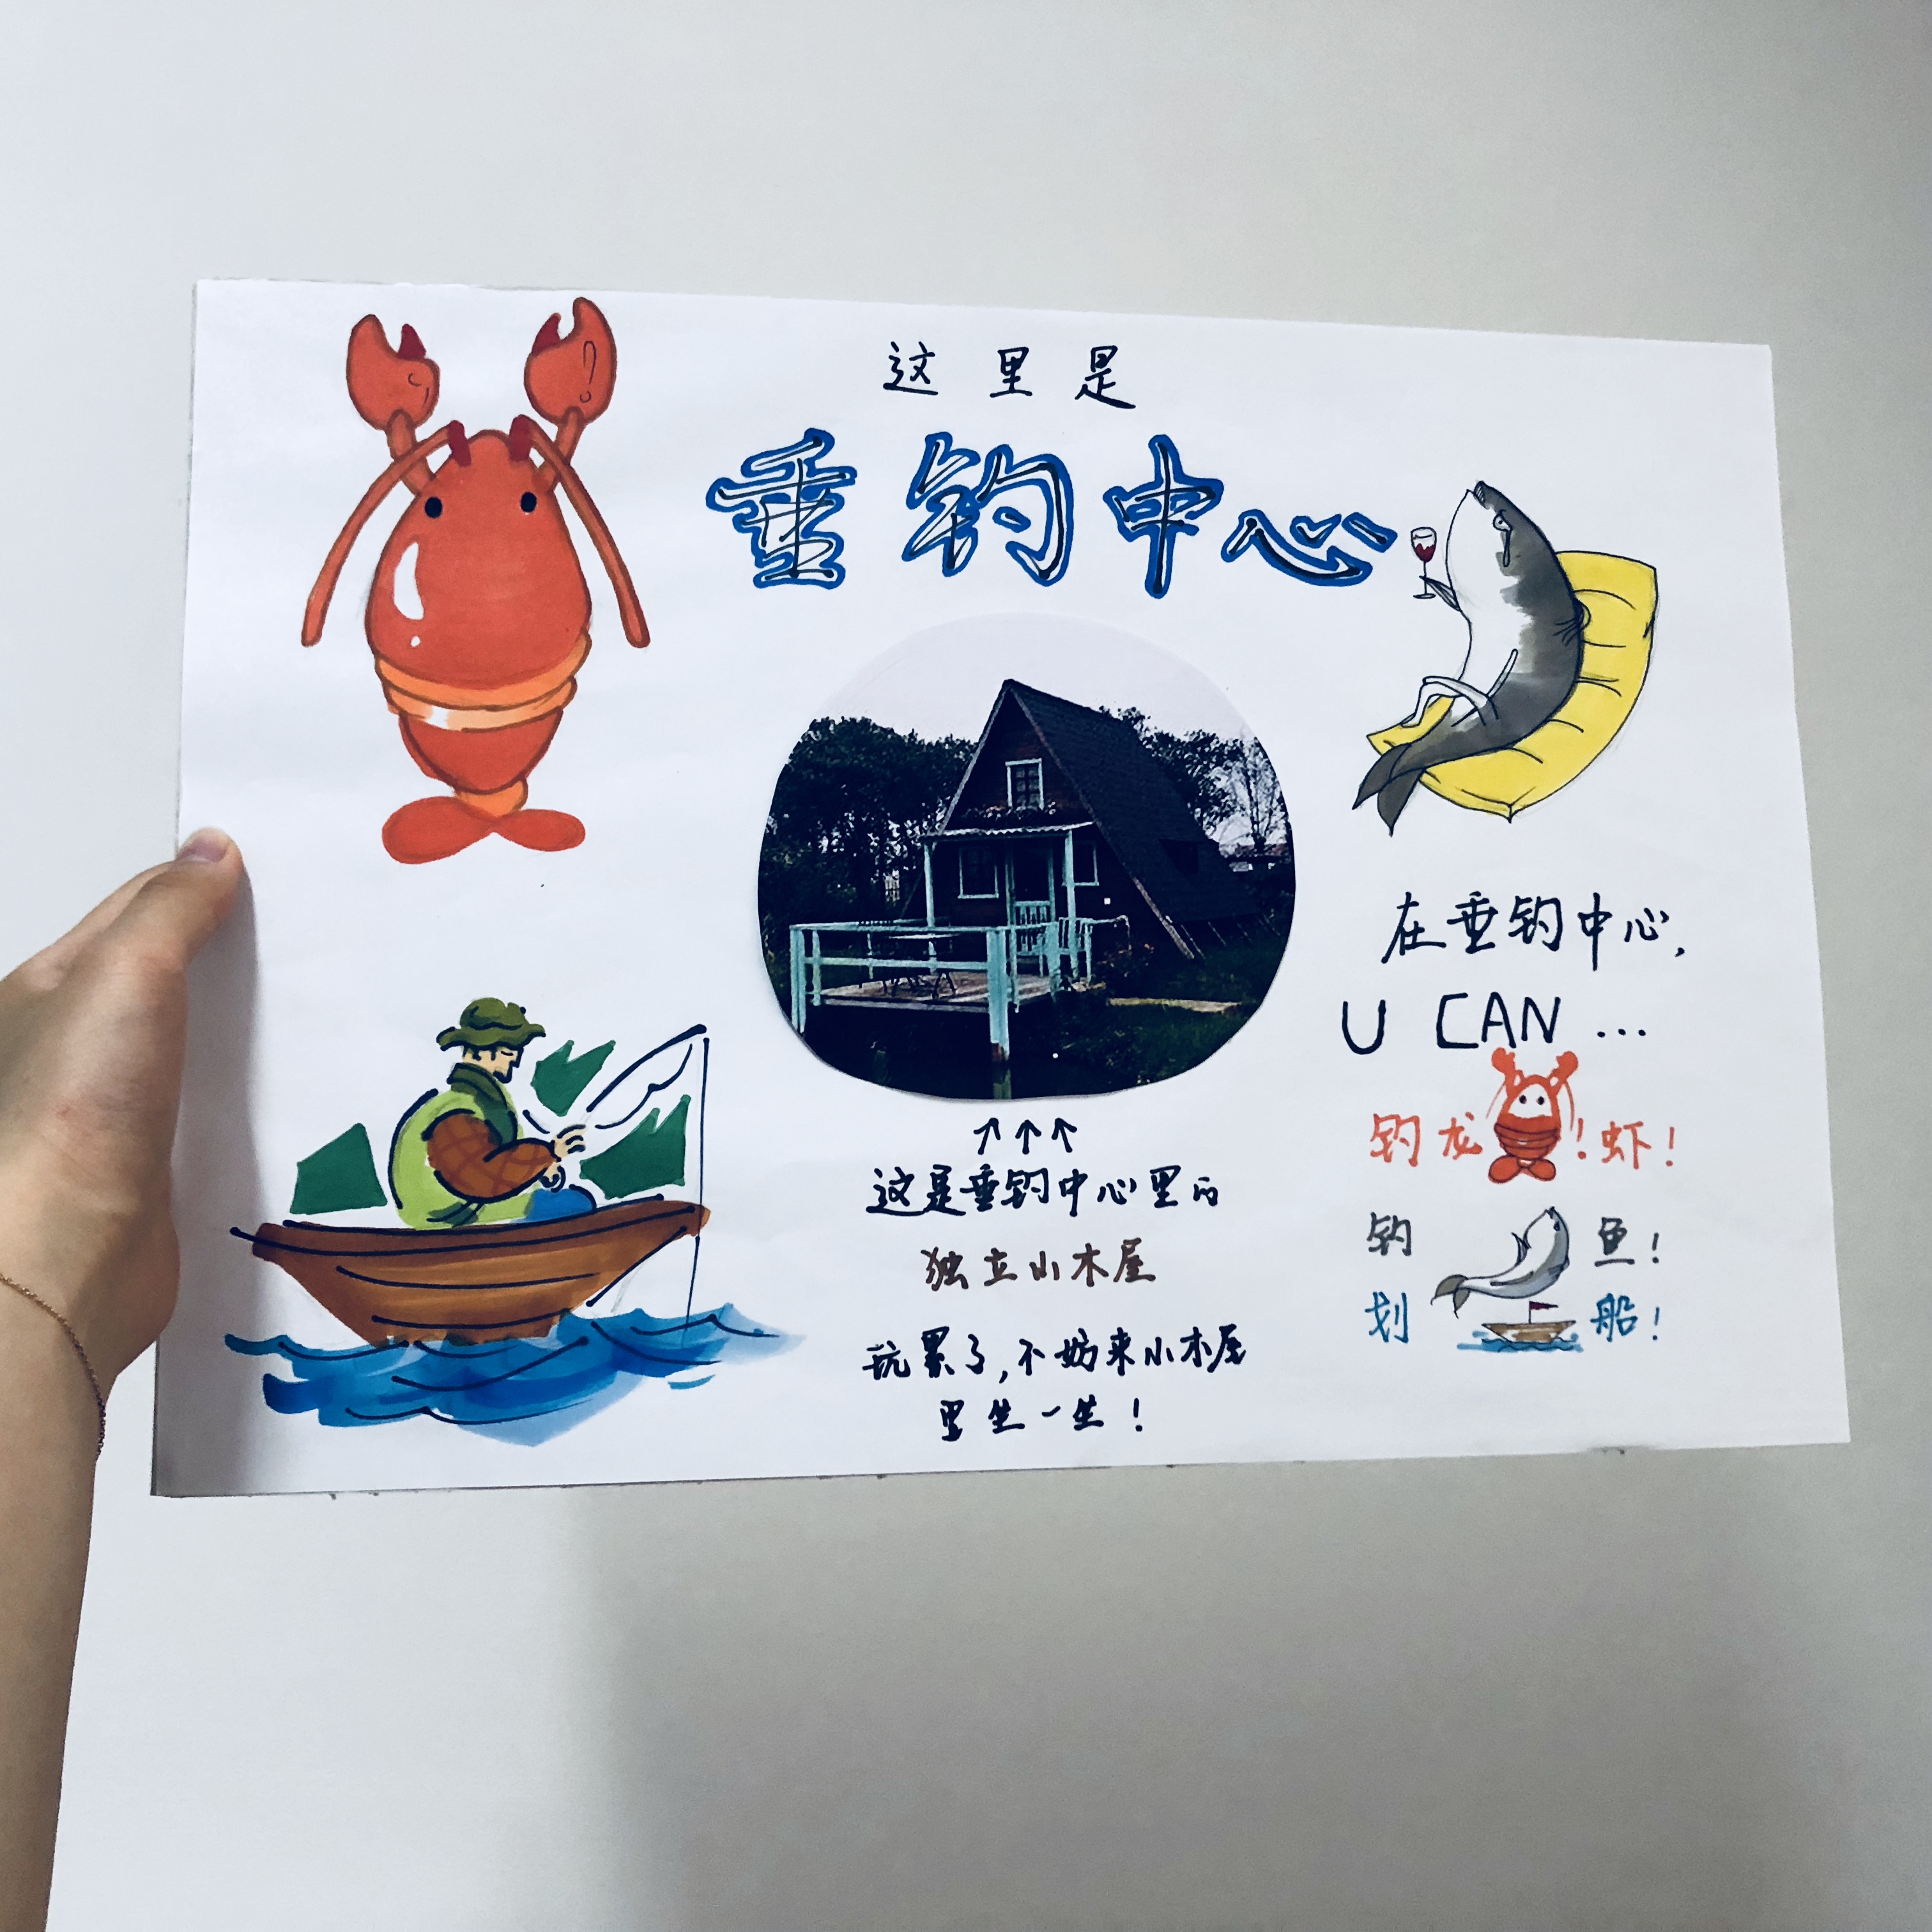 这里是
垂钓中心
在垂钓中心,
U CAN ...
钓龙!虾!
钓鱼!
划船!
↑↑↑
这是垂钓中心里的
独立小木屋
玩累了,不妨来小木屋
里坐一坐!